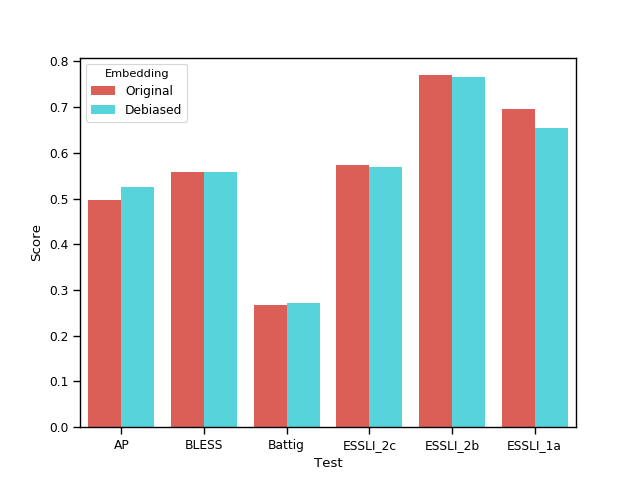 Embedding
Original
Debiased
0.8
0.7
0.6
0.5
0.4
0.3
0.2
0.1
0.0
Score
AP BLESS Battig ESSLI_2c ESSLI_2b ESSLI_1a
Test